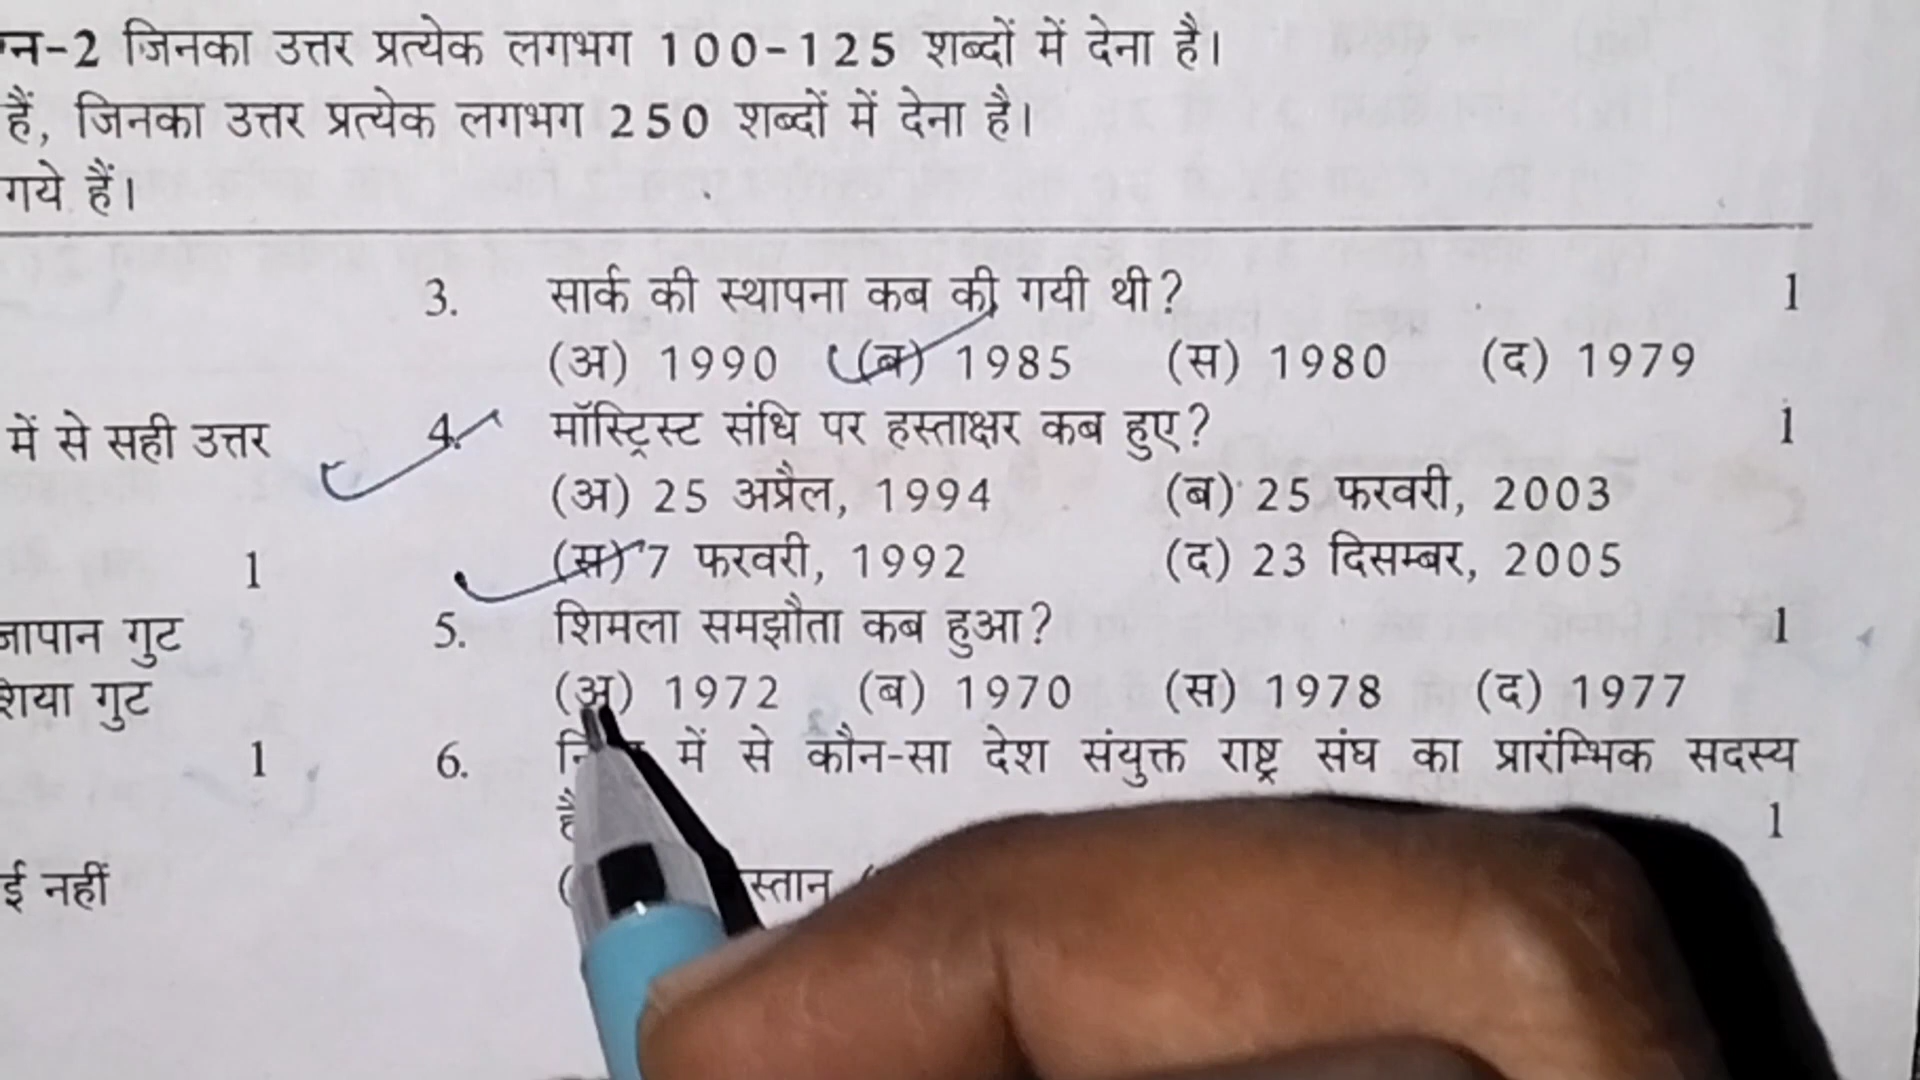 न-2 जिनका उत्तर प्रत्येक लगभग 100-125 शब्दों में देना है।
हैं, जिनका उत्तर प्रत्येक लगभग 250 शब्दों में देना है।
गये हैं।
में से सही उत्तर
1
जापान गुट
शिया गुट
1
ई नहीं
3. सार्क की स्थापना कब की गयी थी? 1
(अ) 1990 (ब) 1985 (स) 1980 (द) 1979
4. मॉस्ट्रिस्ट संधि पर हस्ताक्षर कब हुए? 1
(अ) 25 अप्रैल, 1994 (ब) 25 फरवरी, 2003
(स) 7 फरवरी, 1992 (द) 23 दिसम्बर, 2005
5. शिमला समझौता कब हुआ? 1
(अ) 1972 (ब) 1970 (स) 1978 (द) 1977
6. में से कौन-सा देश संयुक्त राष्ट्र संघ का प्रारंम्भिक सदस्य
1
स्तान